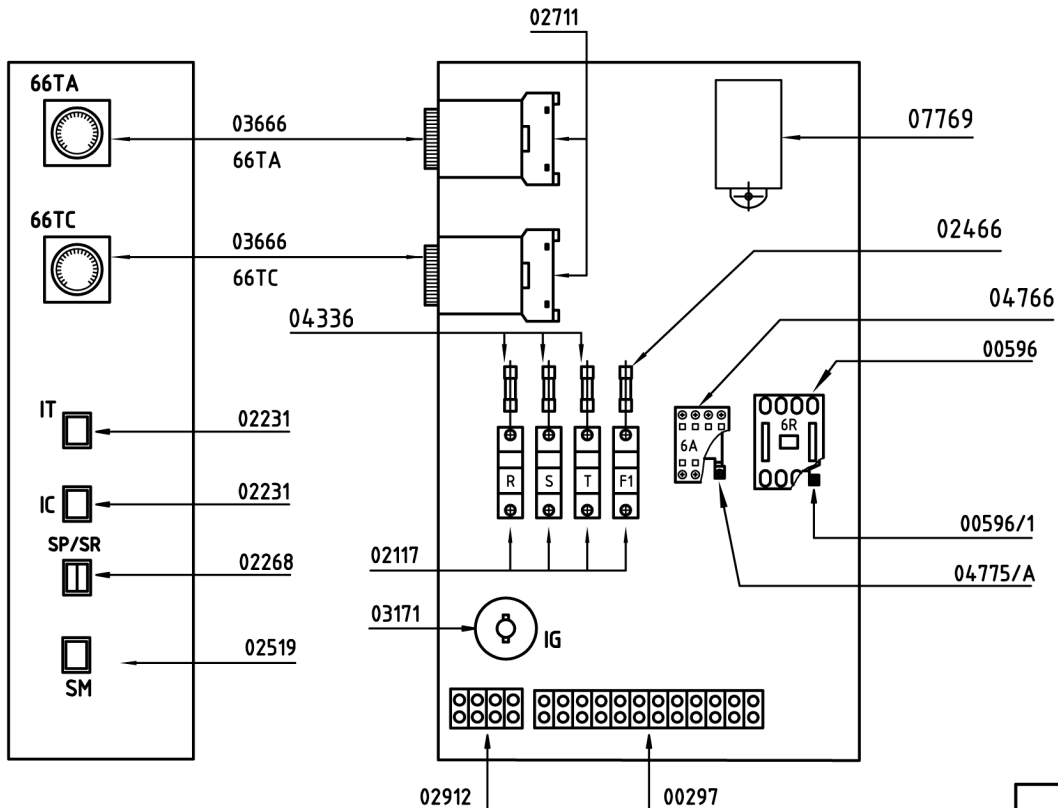 02711
66TA
03666
66TA
07769
66TC
03666
66TC
02466
04766
04336
00596
IT
02231
6A
6R
R
S
T
F1
IC
02231
SP/SR
02268
02117
00596/1
04775/A
03171
IG
02519
SM
02912
00297